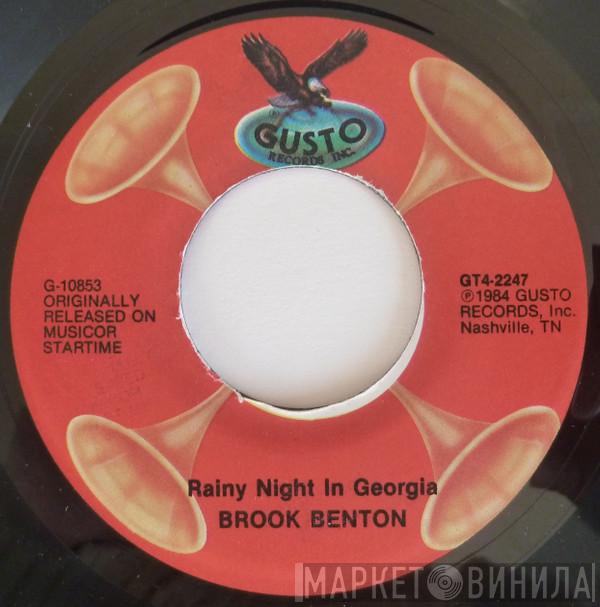 GUSTO
RECORDS INC.
G-10853
ORIGINALLY
RELEASED ON
MUSICOR
STARTIME
GT4-2247
℗1984 GUSTO
RECORDS, Inc.
Nashville, TN
Rainy Night In Georgia
BROOK BENTON
МАРКЕТ ВИНИЛА